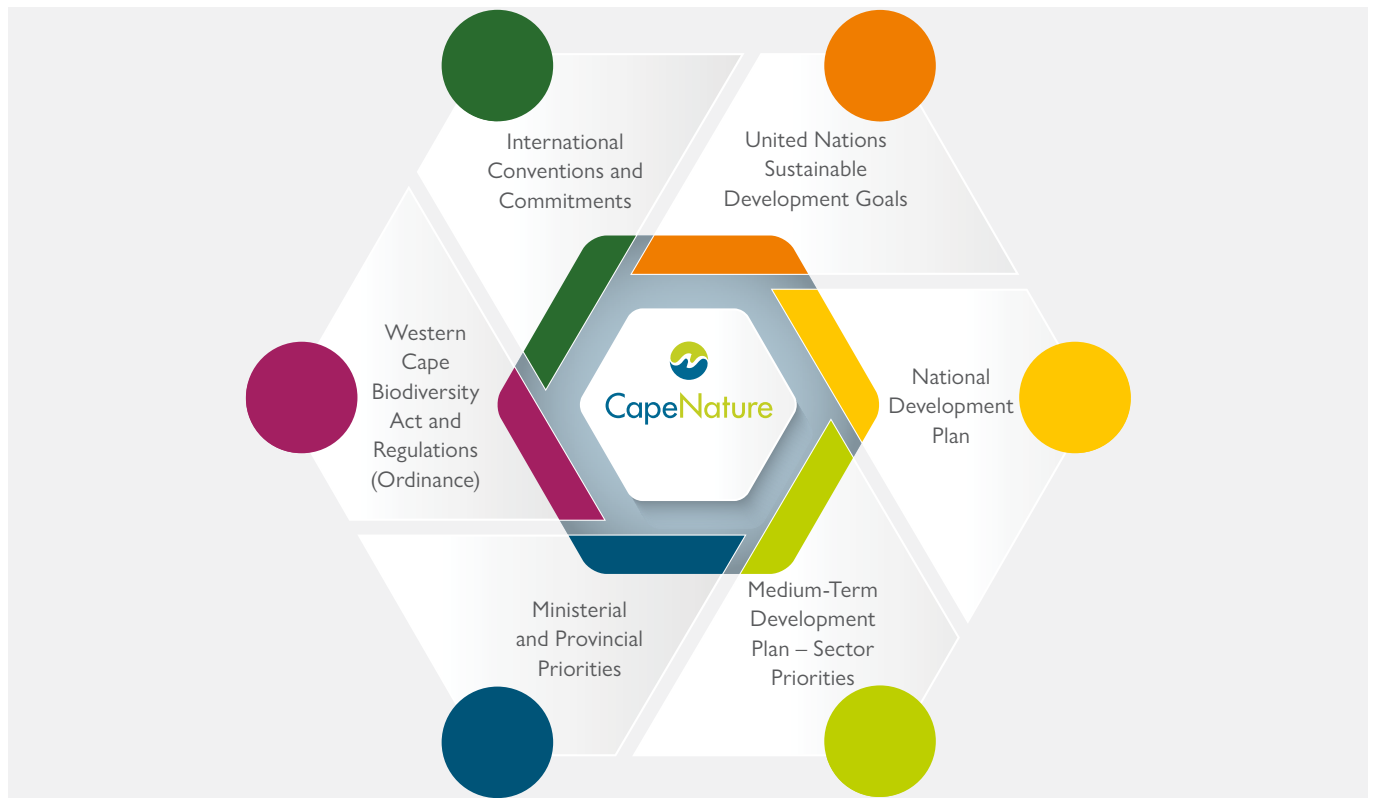 International
Conventions and
Commitments
United Nations
Sustainable
Development Goals
Western
Cape
Biodiversity
Act and
Regulations
(Ordinance)
CapeNature
National
Development
Plan
Ministerial
and Provincial
Priorities
Medium-Term
Development
Plan – Sector
Priorities